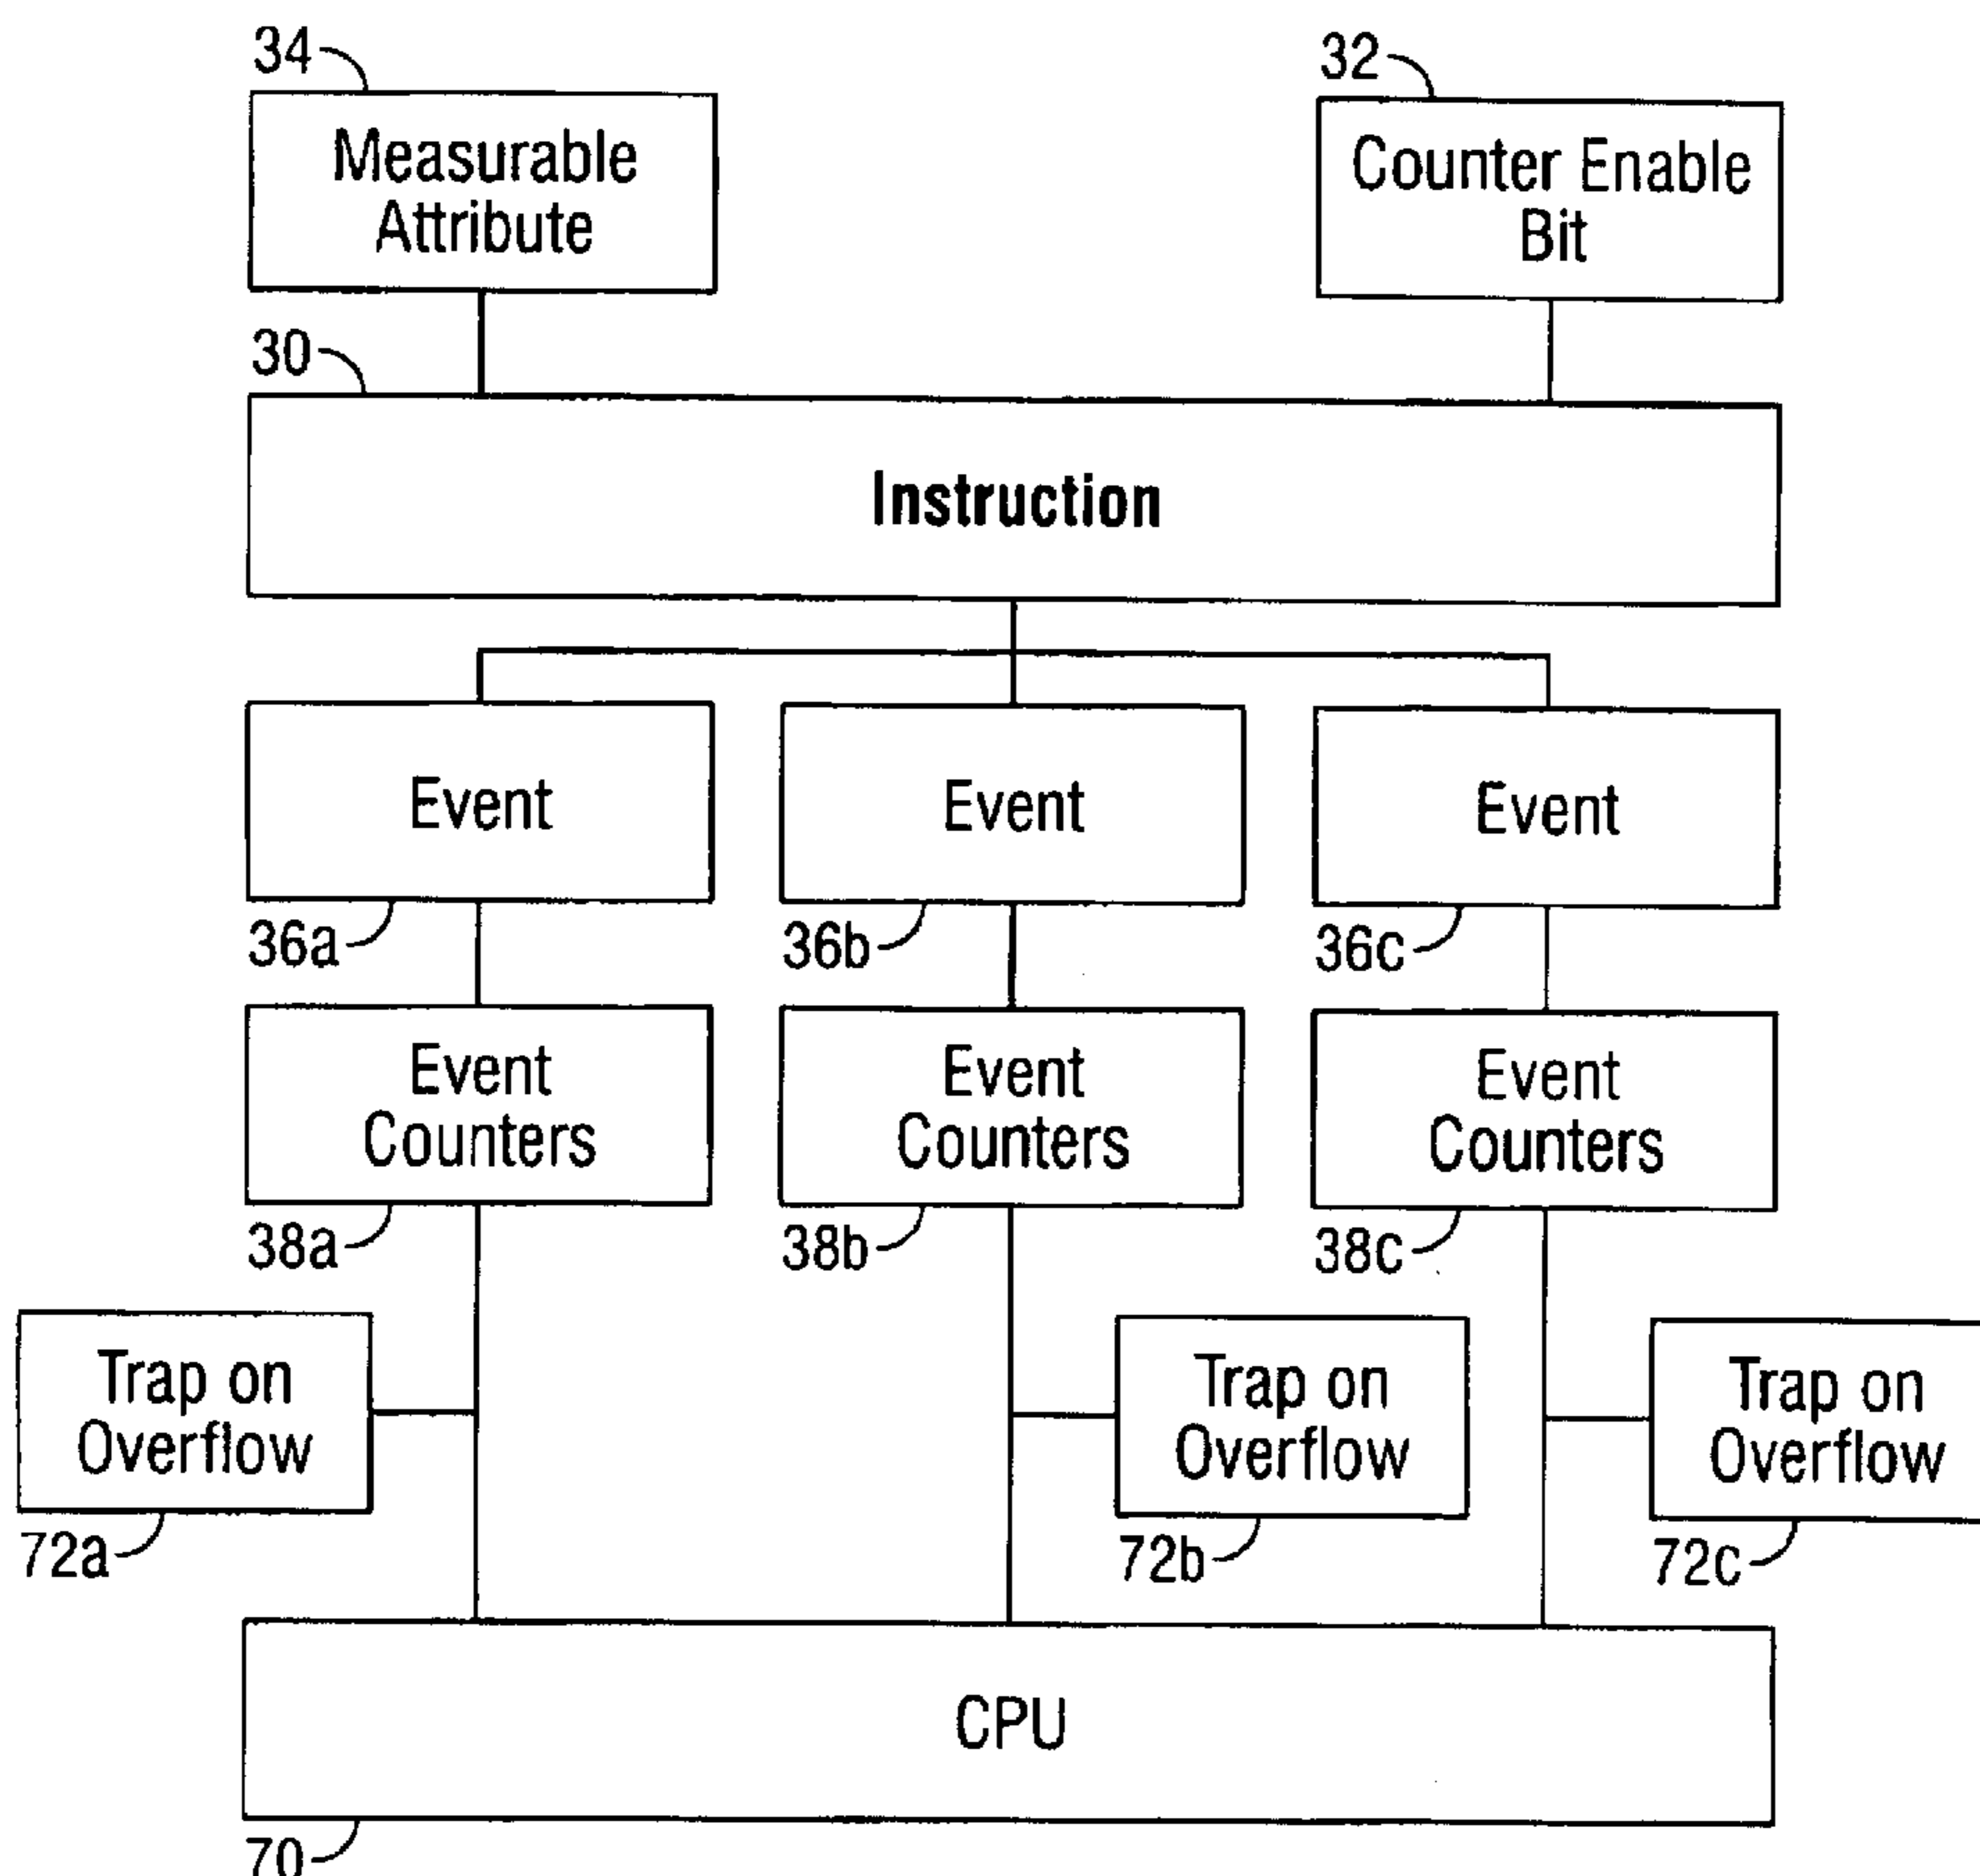 34
32
Measurable
Attribute
Counter Enable
Bit
30
Instruction
Event
Event
Event
36a
36b
36c
Event
Counters
Event
Counters
Event
Counters
38a
38b
38c
Trap on
Overflow
Trap on
Overflow
Trap on
Overflow
72a
72b
72c
CPU
70